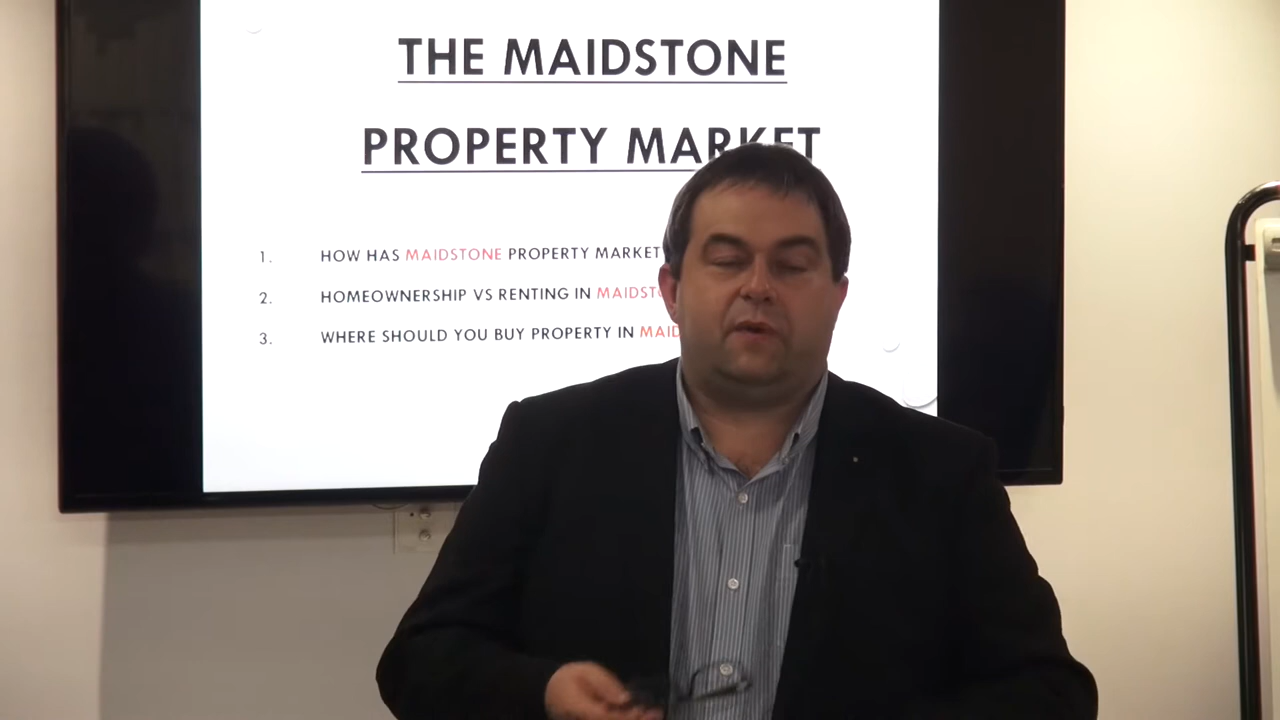 THE MAIDSTONE
PROPERTY MARKET
1. HOW HAS MAIDSTONE PROPERTY MARKET
2. HOMEOWNERSHIP VS RENTING IN
3. WHERE SHOULD YOU BUY PROPERTY IN